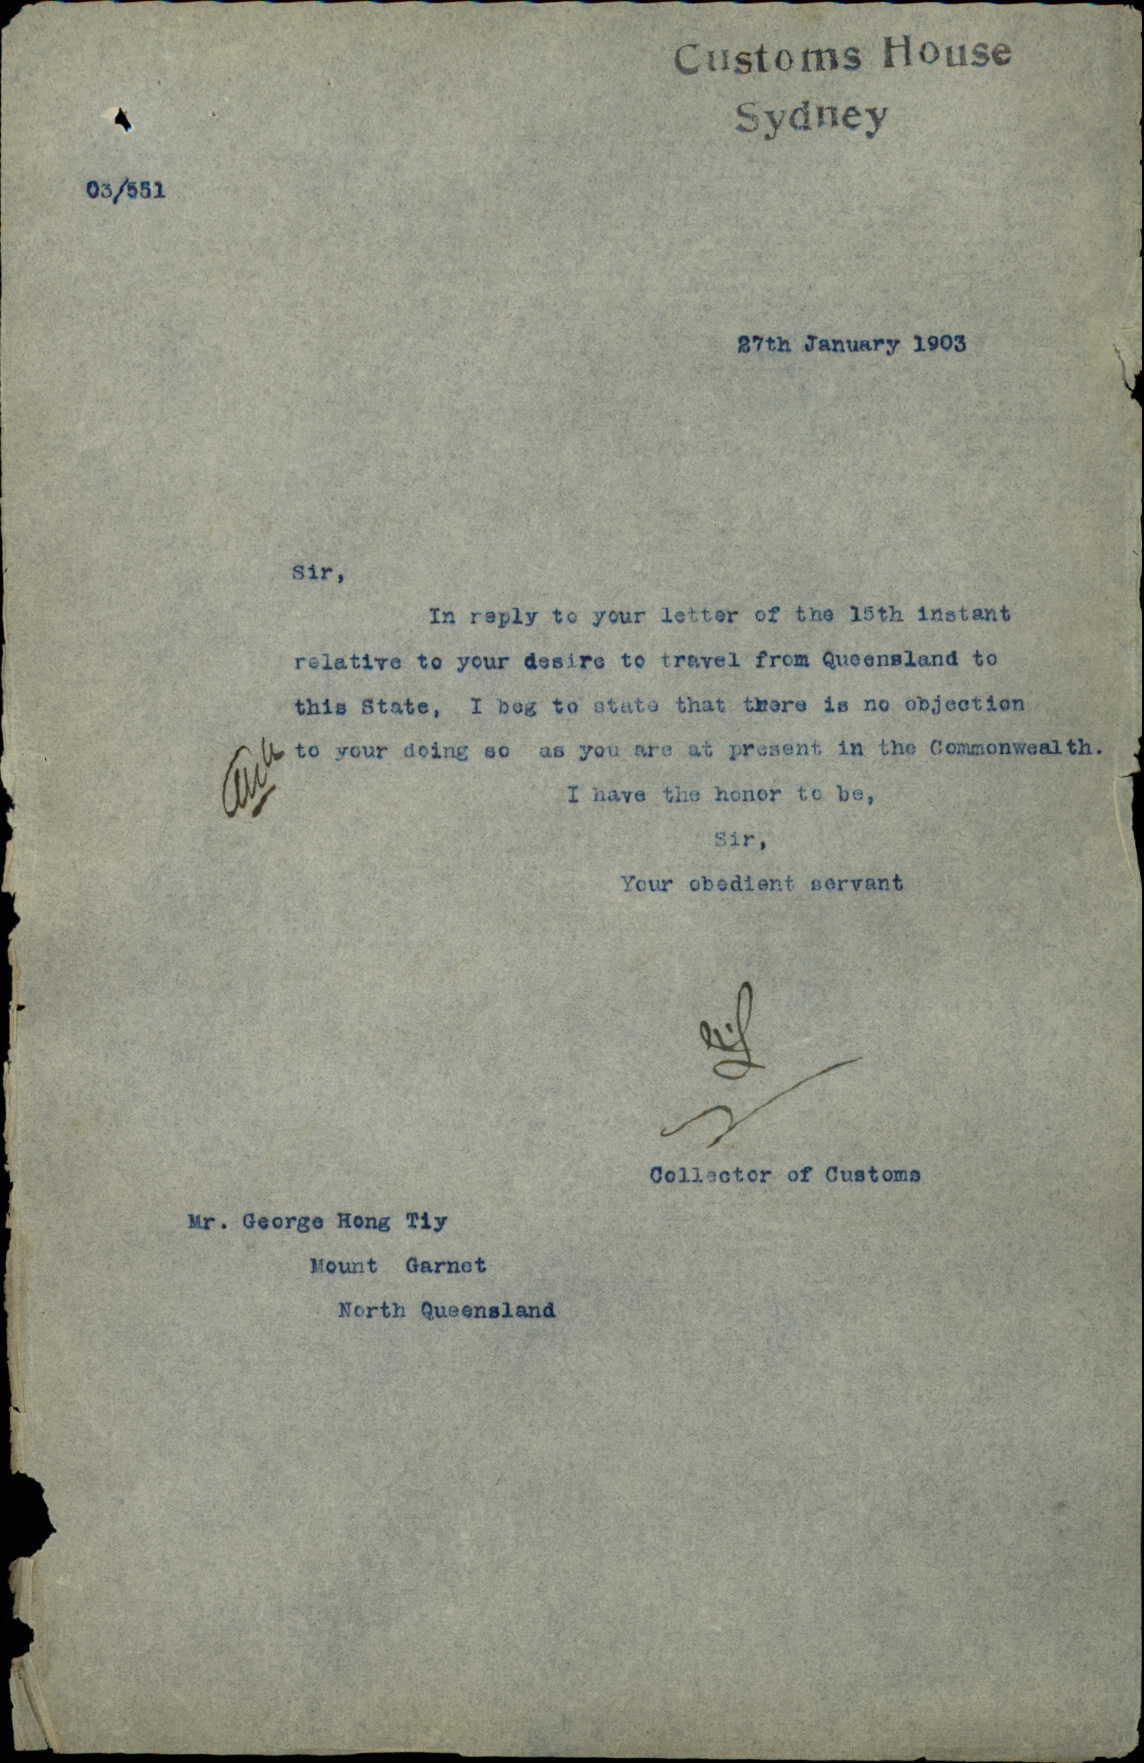 Customs House
Sydney
03/551
27th January 1903
Sir,
In reply to your letter of the 15th instant
relative to your desire to travel from Queensland to
this State, I beg to state that there is no objection
to your doing so as you are at present in the Commonwealth.
I have the honor to be,
Sir,
Your obedient servant
Collector of Customs
Mr. George Hong Tiy
Mount Garnet
North Queensland